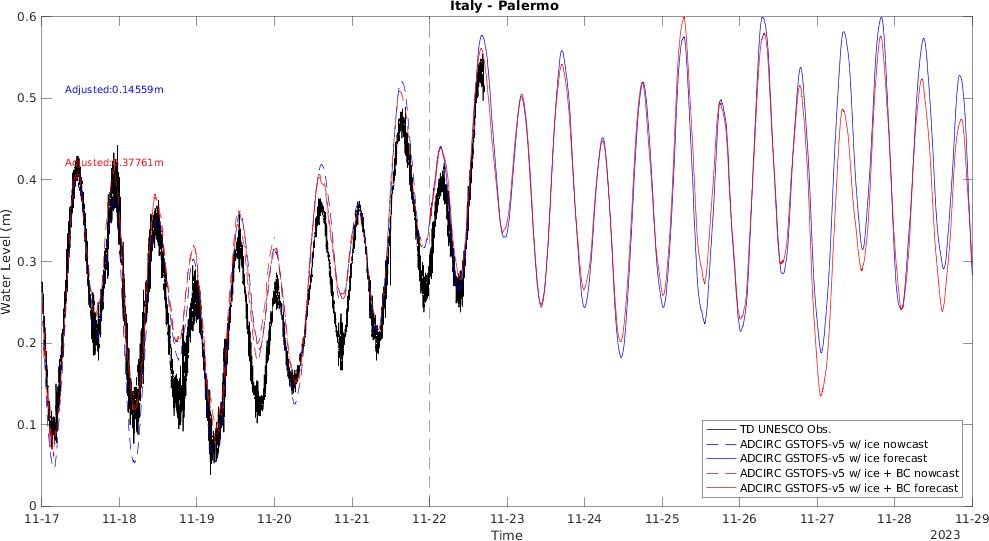 Italy - Palermo
0.6
0.5
0.4
0.3
0.2
0.1
0
Water Level (m)
Adjusted:0.14559m
Adjusted:0.37761m
TD UNESCO Obs.
ADCIRC GSTOFS-v5 w/ ice nowcast
ADCIRC GSTOFS-v5 w/ ice forecast
ADCIRC GSTOFS-v5 w/ ice + BC nowcast
ADCIRC GSTOFS-v5 w/ ice + BC forecast
11-17 11-18 11-19 11-20 11-21 11-22 11-23 11-24 11-25 11-26 11-27 11-28 11-29
Time
2023